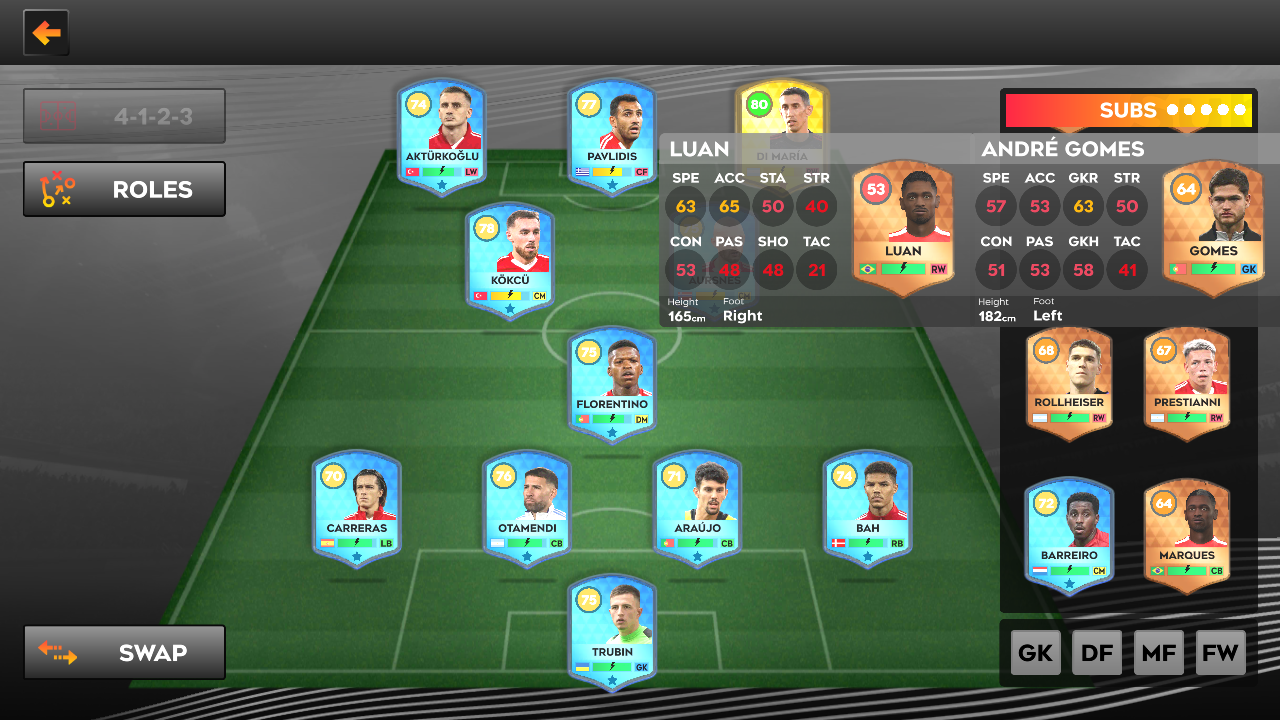 4-1-2-3
ROLES
SWAP
74
AKTÜRKOĞLU
LW
77
PAVLIDIS
CF
80
DI MARÍA
78
KÖKCÜ
CM
AURSNES
75
FLORENTINO
DM
70
CARRERAS
LB
76
OTAMENDI
CB
71
ARAÚJO
CB
74
BAH
RB
75
TRUBIN
GK
SUBS
LUAN
SPE ACC STA STR
63 65 50 40
CON PAS SHO TAC
53 48 48 21
Height Foot
165cm Right
53
LUAN
RW
ANDRÉ GOMES
SPE ACC GKR STR
57 53 63 50
CON PAS GKH TAC
51 53 58 41
Height Foot
182cm Left
64
GOMES
GK
68
ROLLHEISER
RW
67
PRESTIANNI
RW
72
BARREIRO
CM
64
MARQUES
CB
GK DF MF FW